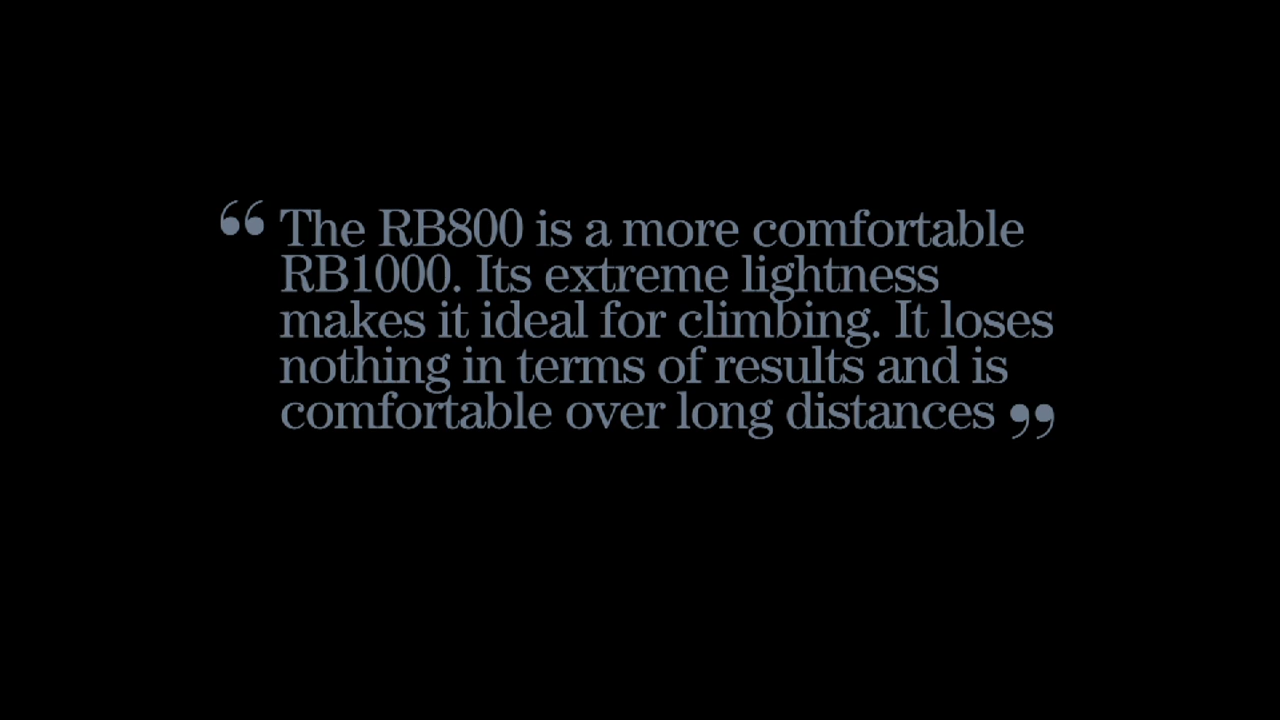 “ The RB800 is a more comfortable
RB1000. Its extreme lightness
makes it ideal for climbing. It loses
nothing in terms of results and is
comfortable over long distances ”